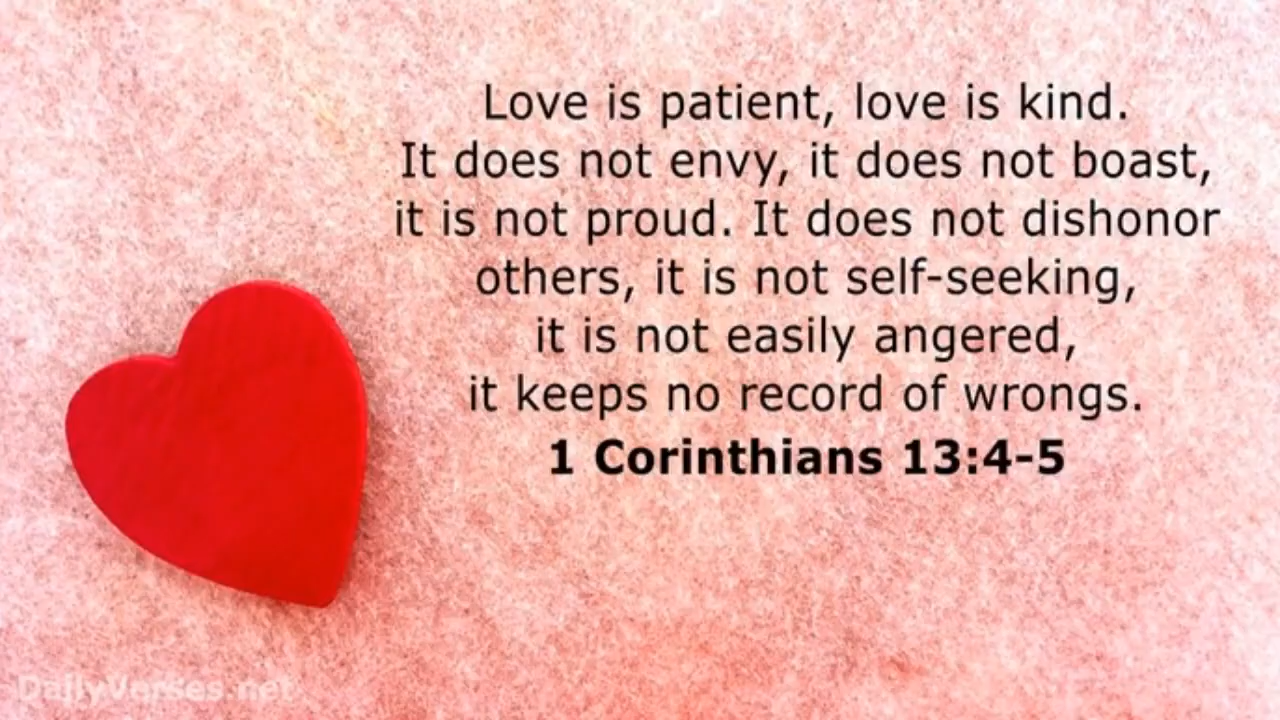 Love is patient, love is kind.
It does not envy, it does not boast,
it is not proud. It does not dishonor
others, it is not self-seeking,
it is not easily angered,
it keeps no record of wrongs.
1 Corinthians 13:4-5
DailyVerses.net